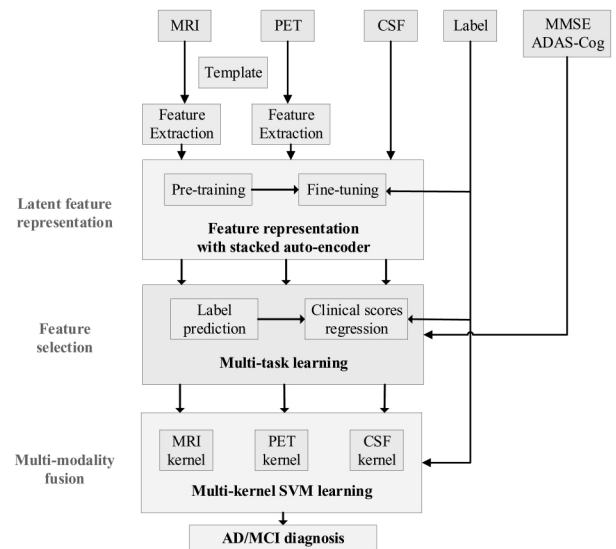 MRI
PET
CSF
Label
MMSE
ADAS-Cog
Template
Feature
Extraction
Feature
Extraction
Latent feature
representation
Pre-training
Fine-tuning
Feature representation
with stacked auto-encoder
Feature
selection
Label
prediction
Clinical scores
regression
Multi-task learning
Multi-modality
fusion
MRI
kernel
PET
kernel
CSF
kernel
Multi-kernel SVM learning
AD/MCI diagnosis